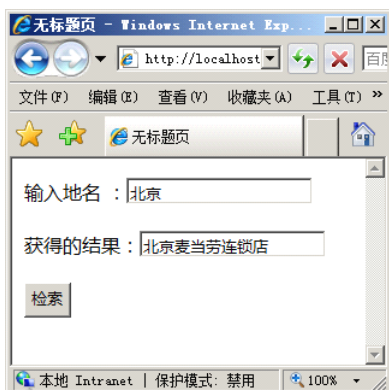 无标题页 - Windows Internet Exp...
http://localhost
文件(F) 编辑(E) 查看(V) 收藏夹(A) 工具(T) »
无标题页
输入地名 ：北京
获得的结果：北京麦当劳连锁店
检索
本地 Intranet | 保护模式: 禁用 100%